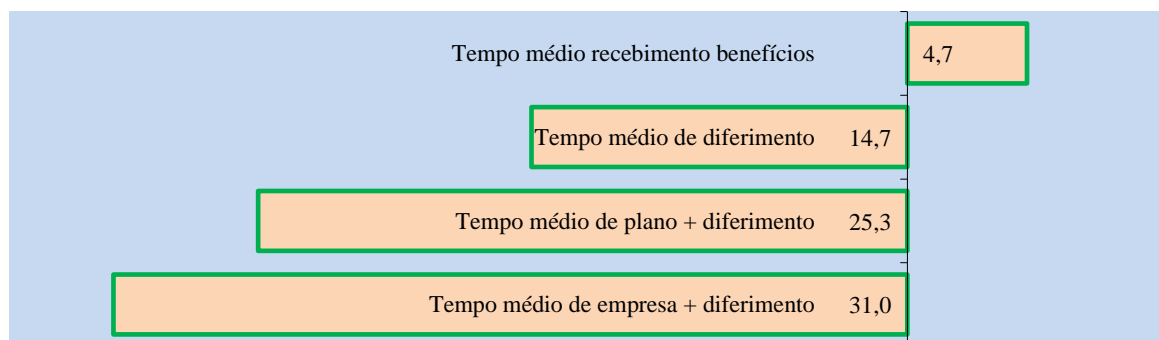 Tempo médio recebimento benefícios 4,7
Tempo médio de diferimento 14,7
Tempo médio de plano + diferimento 25,3
Tempo médio de empresa + diferimento 31,0